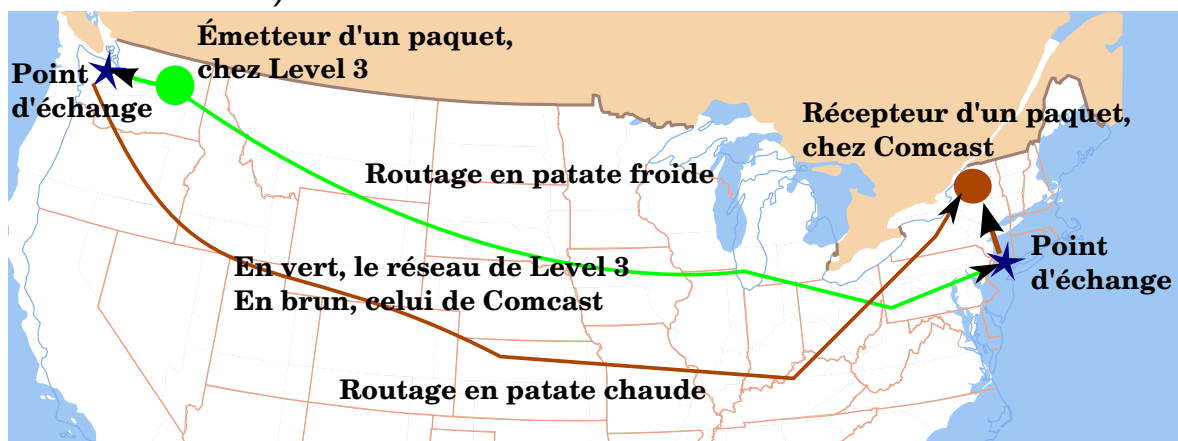 Émetteur d'un paquet,
chez Level 3
Point
d'échange
Récepteur d'un paquet,
chez Comcast
Routage en patate froide
Point
d'échange
En vert, le réseau de Level 3
En brun, celui de Comcast
Routage en patate chaude